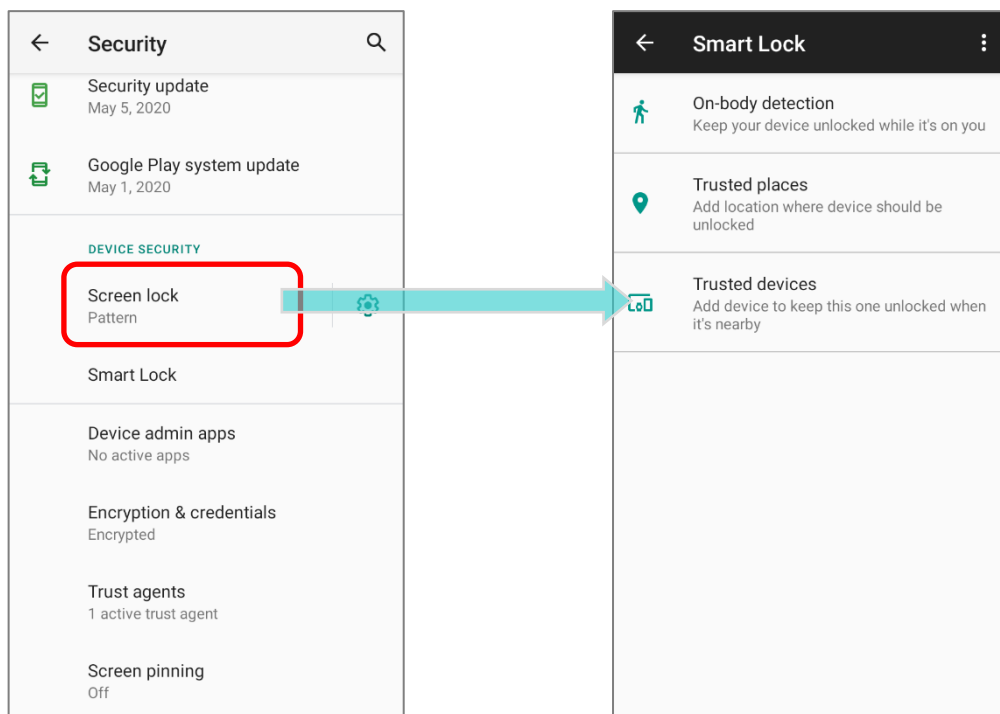 Security
Security update
May 5, 2020
Google Play system update
May 1, 2020
DEVICE SECURITY
Screen lock
Pattern
Smart Lock
Device admin apps
No active apps
Encryption & credentials
Encrypted
Trust agents
1 active trust agent
Screen pinning
Off
Smart Lock
On-body detection
Keep your device unlocked while it's on you
Trusted places
Add location where device should be
unlocked
Trusted devices
Add device to keep this one unlocked when
it's nearby